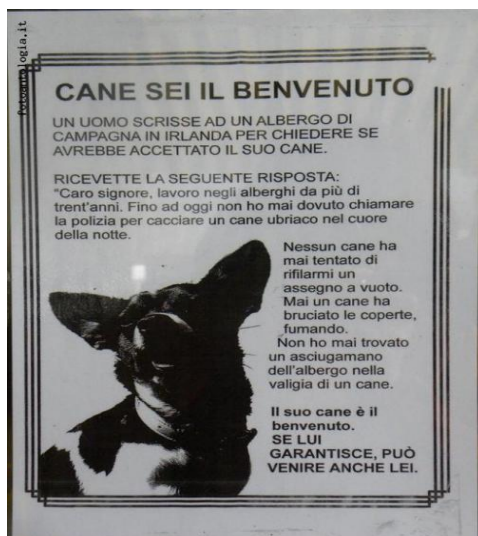 fotoantologia.it
CANE SEI IL BENVENUTO
UN UOMO SCRISSE AD UN ALBERGO DI
CAMPAGNA IN IRLANDA PER CHIEDERE SE
AVREBBE ACCETTATO IL SUO CANE.
RICEVETTE LA SEGUENTE RISPOSTA:
"Caro signore, lavoro negli alberghi da più di
trent'anni. Fino ad oggi non ho mai dovuto chiamare
la polizia per cacciare un cane ubriaco nel cuore
della notte.
Nessun cane ha
mai tentato di
rifilarmi un
assegno a vuoto.
Mai un cane ha
bruciato le coperte,
fumando.
Non ho mai trovato
un asciugamano
dell'albergo nella
valigia di un cane.
Il suo cane è il
benvenuto.
SE LUI
GARANTISCE, PUÒ
VENIRE ANCHE LEI.